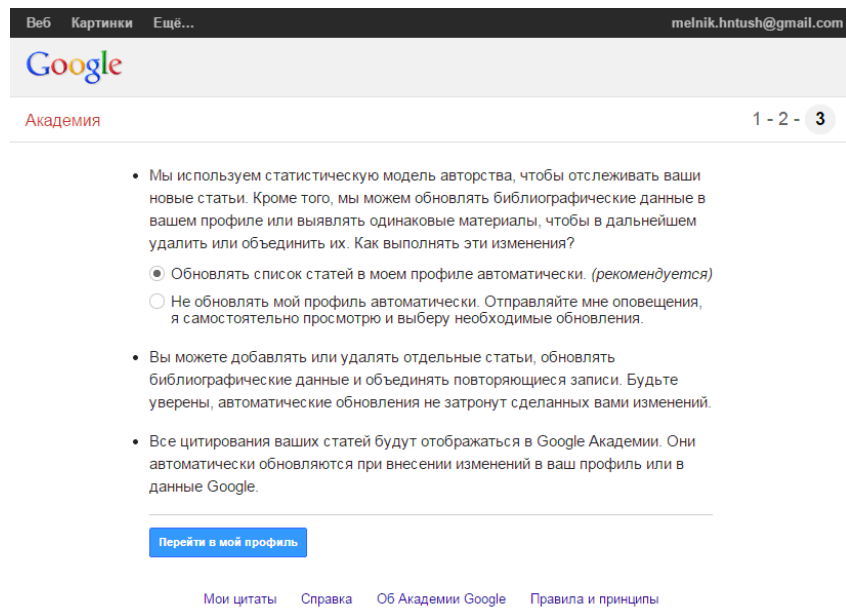 Веб Картинки Ещё... melnik.hntush@gmail.com
Google
Академия 1 - 2 - 3
• Мы используем статистическую модель авторства, чтобы отслеживать ваши
новые статьи. Кроме того, мы можем обновлять библиографические данные в
вашем профиле или выявлять одинаковые материалы, чтобы в дальнейшем
удалить или объединить их. Как выполнять эти изменения?
Обновлять список статей в моем профиле автоматически. (рекомендуется)
Не обновлять мой профиль автоматически. Отправляйте мне оповещения,
я самостоятельно просмотрю и выберу необходимые обновления.
• Вы можете добавлять или удалять отдельные статьи, обновлять
библиографические данные и объединять повторяющиеся записи. Будьте
уверены, автоматические обновления не затронут сделанных вами изменений.
• Все цитирования ваших статей будут отображаться в Google Академии. Они
автоматически обновляются при внесении изменений в ваш профиль или в
данные Google.
Перейти в мой профиль
Мои цитаты Справка Об Академии Google Правила и принципы